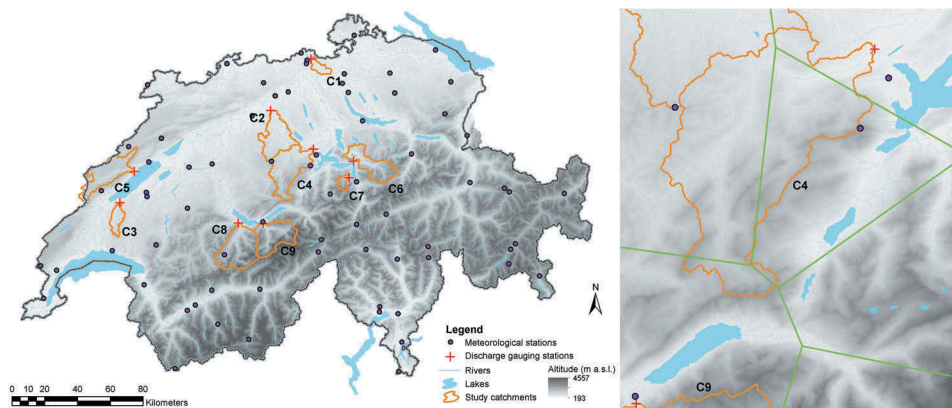 C1
C2
C4
C5
C6
C7
C3
C8
C9
N
Legend
Meteorological stations
Discharge gauging stations
Rivers
Lakes
Study catchments
Altitude (m a.s.l.)
4557
193
0 10 20 40 60 80
Kilometers
C4
C9